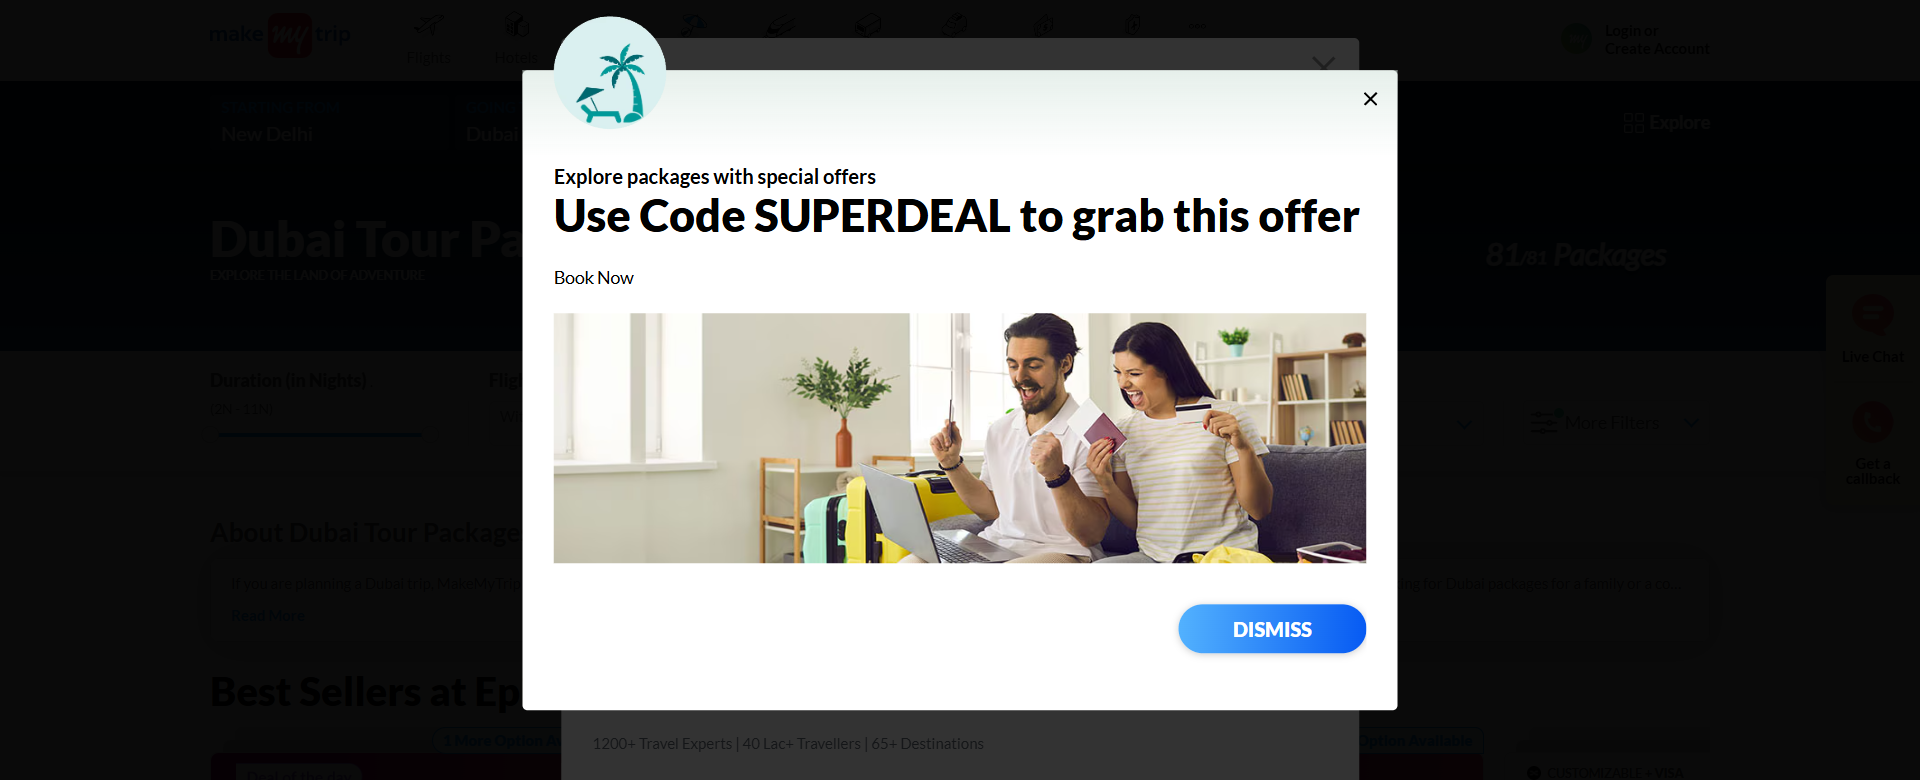 make my trip
Flights
Hotels
Login or
Create Account
New Delhi
Dubai
Explore
Explore packages with special offers
Use Code SUPERDEAL to grab this offer
Book Now
Dubai Tour Pa
EXPLORE THE LAND OF ADVENTURE
81/81 Packages
Live Chat
Get a
callback
Duration (in Nights)
(2N - 11N)
More Filters
About Dubai Tour Package
If you are planning a Dubai trip, MakeMyTrip
ing for Dubai packages for a family or a co...
Read More
DISMISS
Best Sellers at Ep
1 More Option A
Option Available
1200+ Travel Experts | 40 Lac+ Travellers | 65+ Destinations
CUSTOMIZABLE + VISA